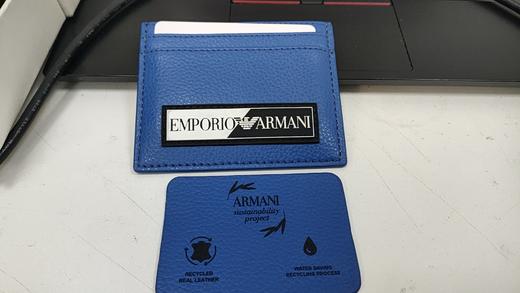 EMPORIO ARMANI
ARMANI
sustainability
project
RECYCLED
REAL LEATHER
WATER SAVING
RECYCLING PROCESS